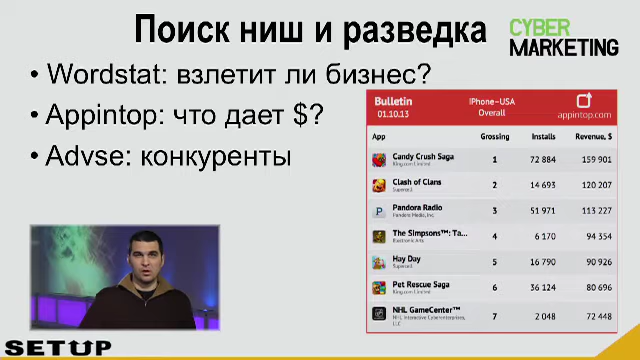 Поиск ниш и разведка
CYBER
MARKETING
• Wordstat: взлетит ли бизнес?
• Appintop: что дает $?
• Advse: конкуренты
Bulletin
01.10.13
iPhone-USA
Overall
appintop.com
App Grossing Installs Revenue, $
Candy Crush Saga 1 72 884 159 901
King.com Limited
Clash of Clans 2 14 693 120 207
Supercell
Pandora Radio 3 51 971 113 227
Pandora Media, Inc.
The Simpsons™: Ta... 4 6 170 94 354
Electronic Arts
Hay Day 5 16 790 90 926
Supercell
Pet Rescue Saga 6 36 124 80 696
King.com Limited
NHL GameCenter™ 7 2 048 72 448
NHL Interactive Cyberenterprises,
LLC
SETUP